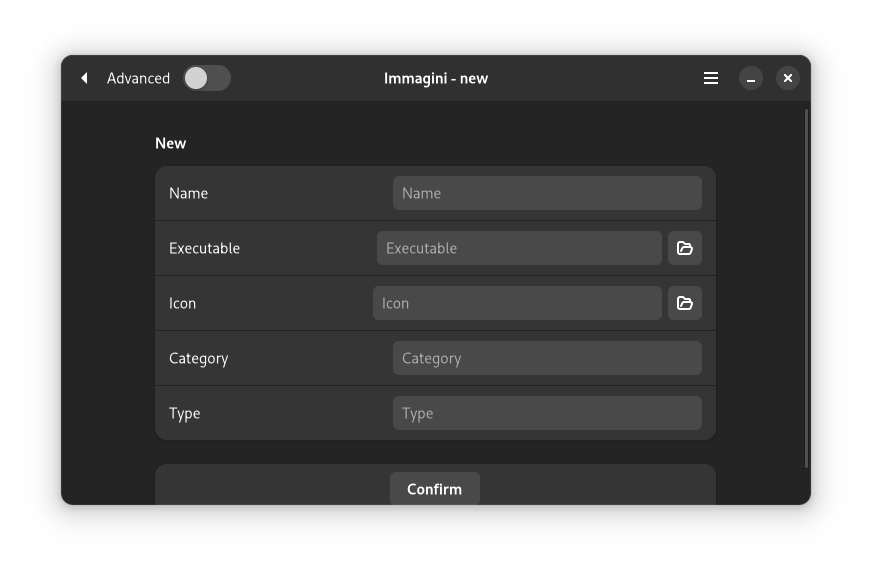 Advanced
Immagini - new
New
Name
Name
Executable
Executable
Icon
Icon
Category
Category
Type
Type
Confirm